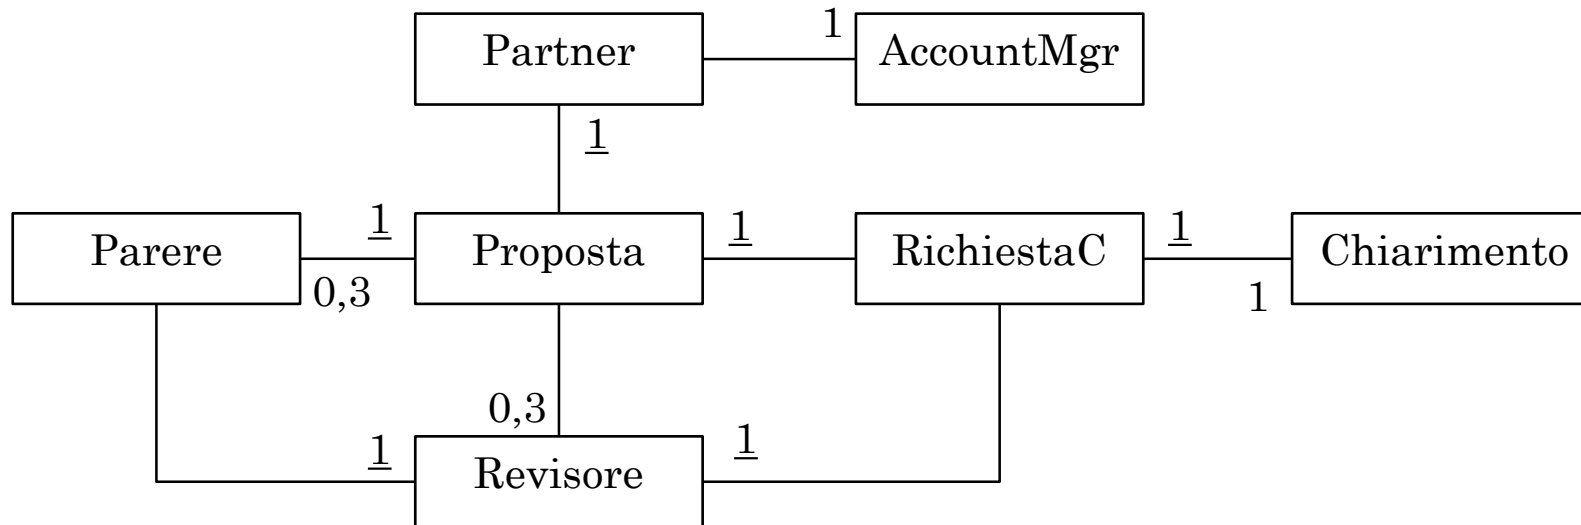 Partner
1
AccountMgr
1
Parere
1
0,3
Proposta
1
RichiestaC
1
1
Chiarimento
0,3
1
Revisore
1